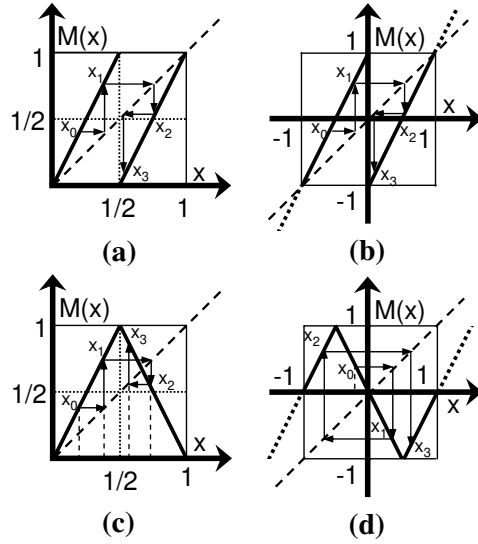 M(x)
1
x₁
1/2
x₀
x₂
x₃
x
1/2
1
(a)
M(x)
1
x₁
-1
x₀
x₂
1
x
x₃
-1
(b)
M(x)
1
x₃
x₁
1/2
x₂
x₀
x
1/2
1
(c)
M(x)
1
x₂
x₀
-1
1
x
x₁
x₃
-1
(d)